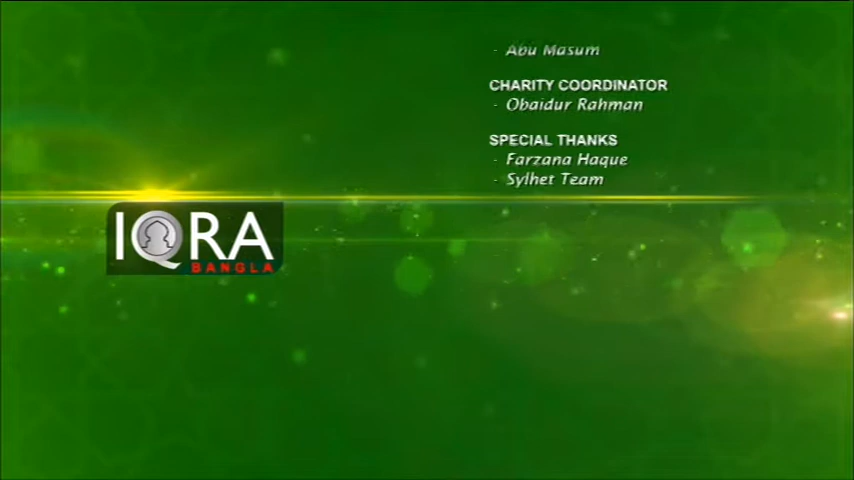 - Abu Masum
CHARITY COORDINATOR
- Obaidur Rahman
SPECIAL THANKS
- Farzana Haque
- Sylhet Team
IQRA
BANGLA